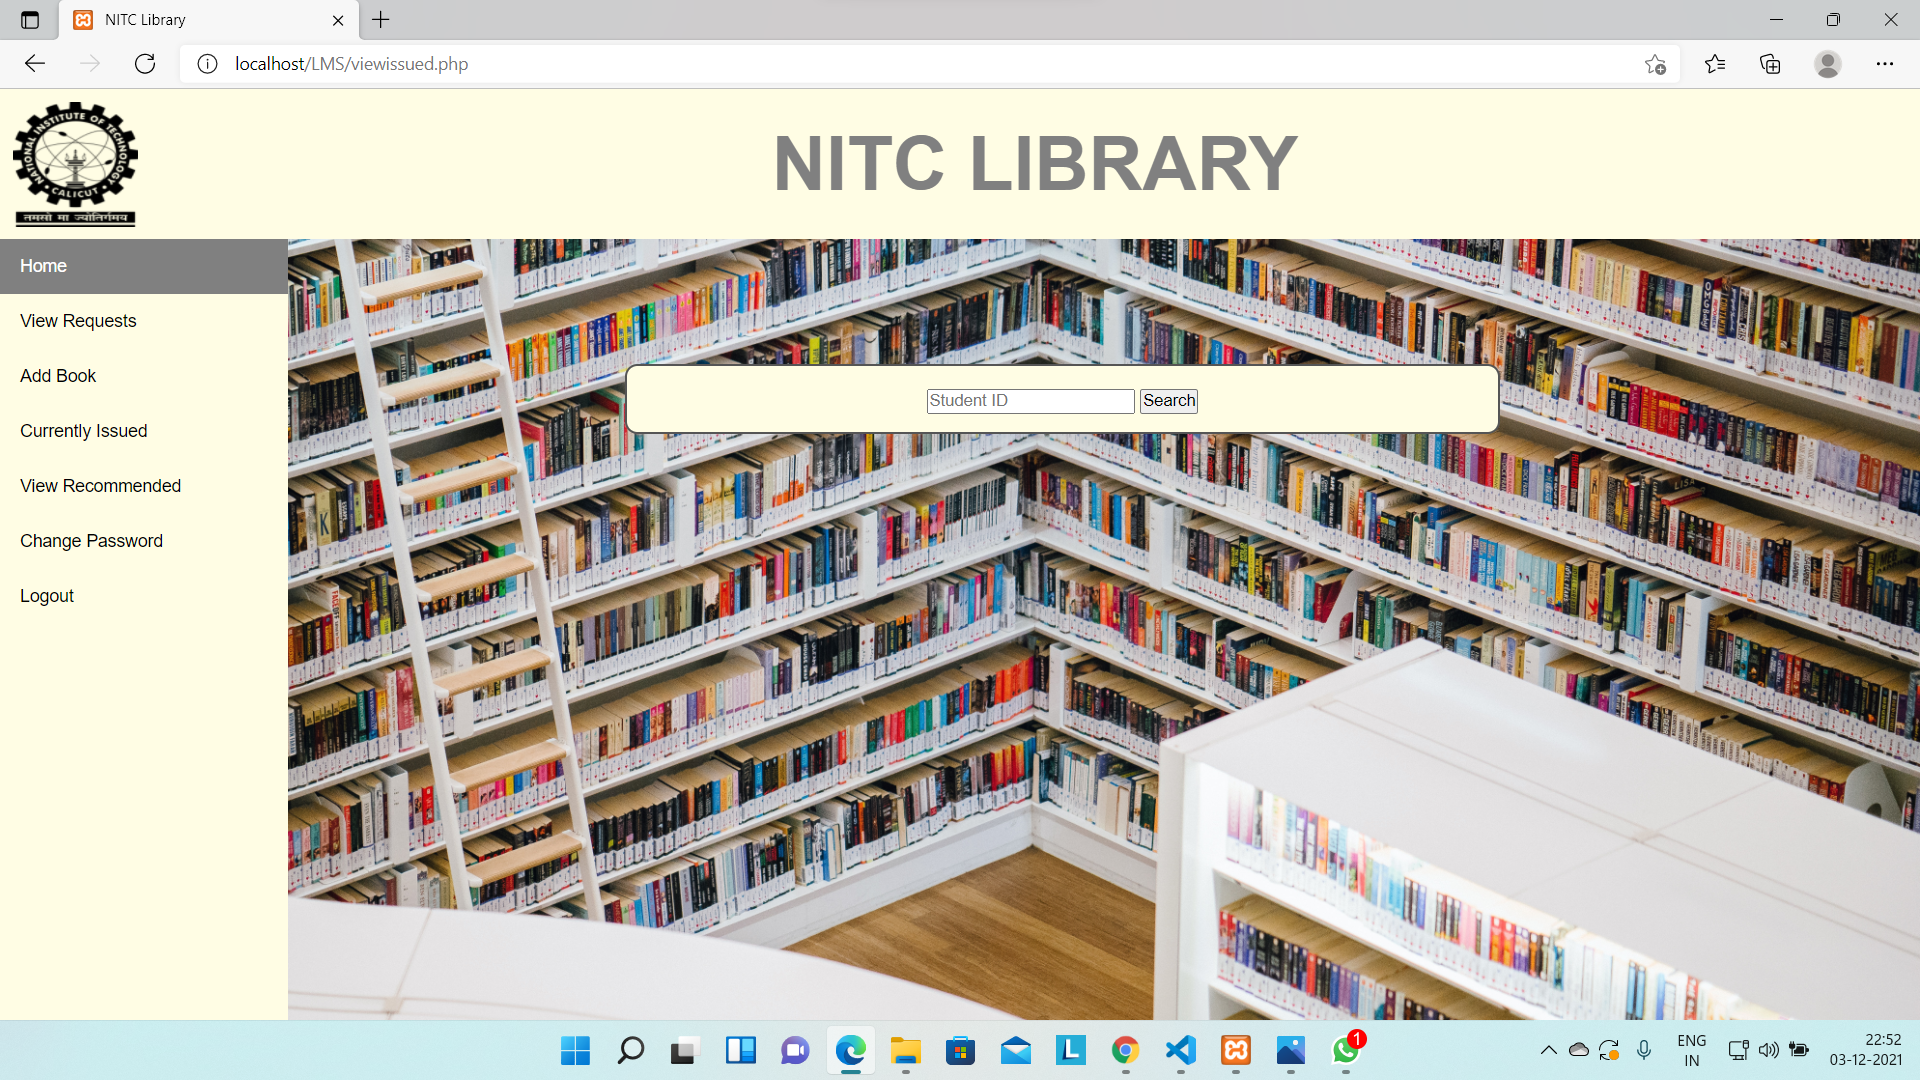 NITC Library
localhost/LMS/viewissued.php
NATIONAL INSTITUTE OF TECHNOLOGY
CALICUT
तमसो मा ज्योतिर्गमय
NITC LIBRARY
Home
View Requests
Add Book
Currently Issued
View Recommended
Change Password
Logout
Student ID
Search
1
ENG
IN
22:52
03-12-2021